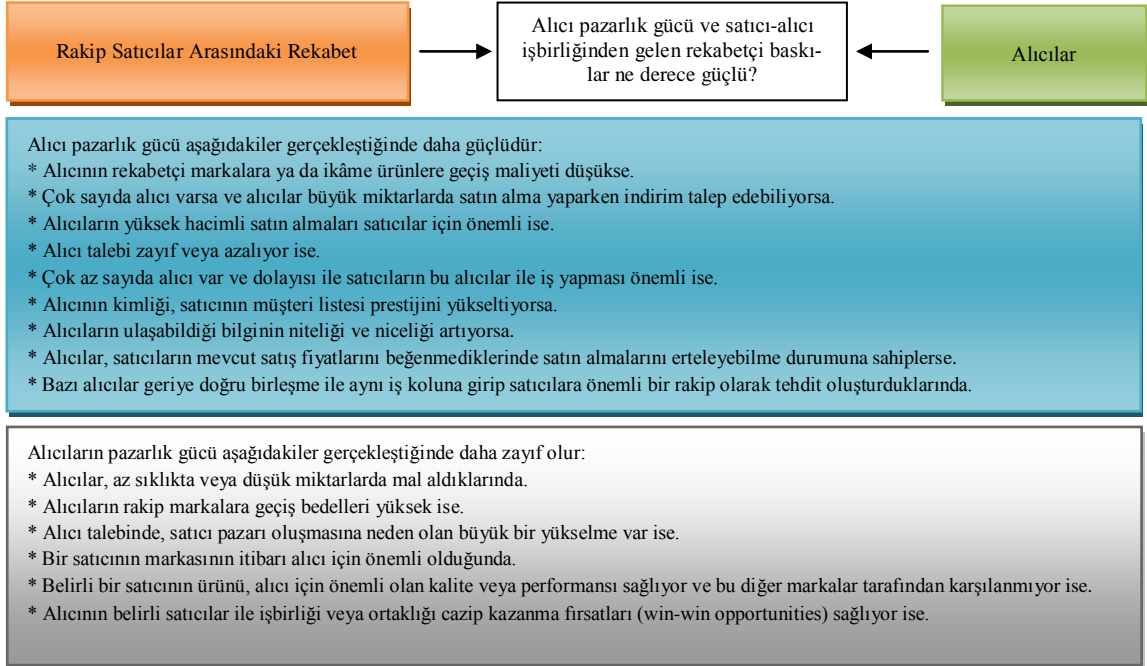 Rakip Satıcılar Arasındaki Rekabet
Alıcı pazarlık gücü ve satıcı-alıcı
işbirliğinden gelen rekabetçi baskı-
lar ne derece güçlü?
Alıcılar
Alıcı pazarlık gücü aşağıdakiler gerçekleştiğinde daha güçlüdür:
* Alıcının rekabetçi markalara ya da ikâme ürünlere geçiş maliyeti düşükse.
* Çok sayıda alıcı varsa ve alıcılar büyük miktarlarda satın alma yaparken indirim talep edebiliyorsa.
* Alıcıların yüksek hacimli satın almaları satıcılar için önemli ise.
* Alıcı talebi zayıf veya azalıyor ise.
* Çok az sayıda alıcı var ve dolayısı ile satıcıların bu alıcılar ile iş yapması önemli ise.
* Alıcının kimliği, satıcının müşteri listesi prestijini yükseltiyorsa.
* Alıcıların ulaşabildiği bilginin niteliği ve niceliği artıyorsa.
* Alıcılar, satıcıların mevcut satış fiyatlarını beğenmediklerinde satın almalarını erteleyebilme durumuna sahiplerse.
* Bazı alıcılar geriye doğru birleşme ile aynı iş koluna girip satıcılara önemli bir rakip olarak tehdit oluşturduklarında.
Alıcıların pazarlık gücü aşağıdakiler gerçekleştiğinde daha zayıf olur:
* Alıcılar, az sıklıkta veya düşük miktarlarda mal aldıklarında.
* Alıcıların rakip markalara geçiş bedelleri yüksek ise.
* Alıcı talebinde, satıcı pazarı oluşmasına neden olan büyük bir yükselme var ise.
* Bir satıcının markasının itibarı alıcı için önemli olduğunda.
* Belirli bir satıcının ürünü, alıcı için önemli olan kalite veya performansı sağlıyor ve bu diğer markalar tarafından karşılanmıyor ise.
* Alıcının belirli satıcılar ile işbirliği veya ortaklığı cazip kazanma fırsatları (win-win opportunities) sağlıyor ise.